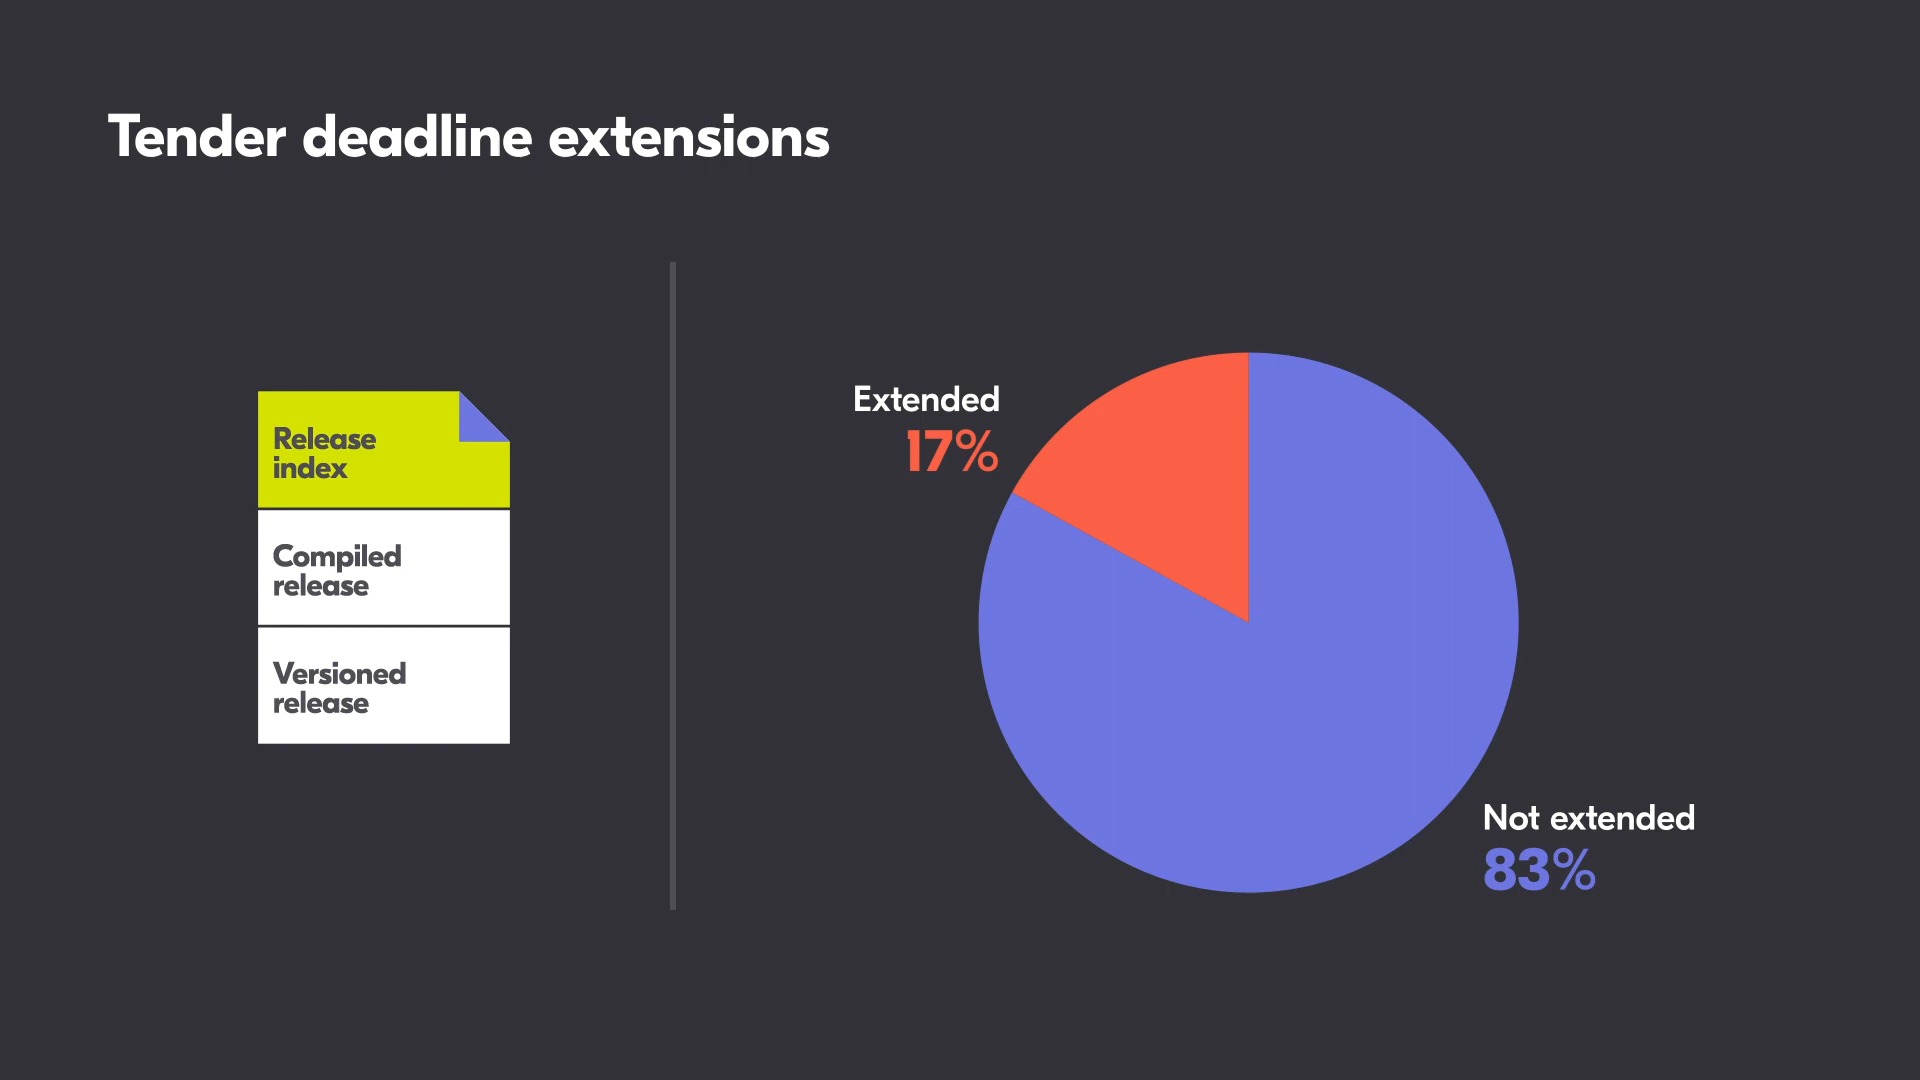 Tender deadline extensions
Release
index
Compiled
release
Versioned
release
Extended
17%
Not extended
83%